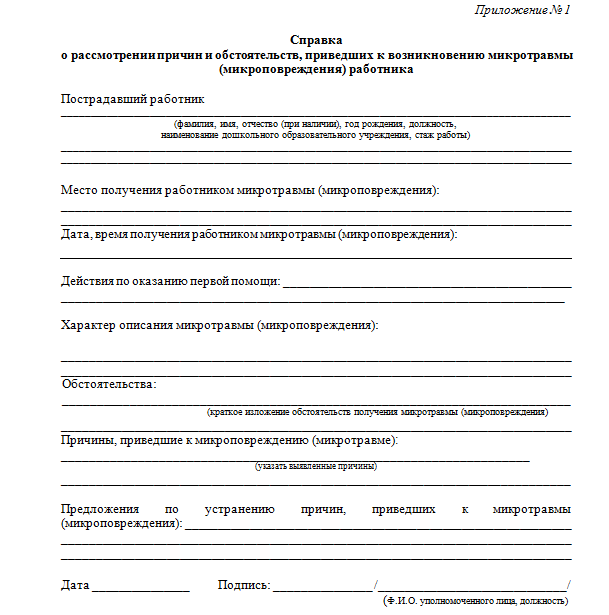 Приложение № 1
Справка
о рассмотрении причин и обстоятельств, приведших к возникновению микротравмы
(микроповреждения) работника
Пострадавший работник
(фамилия, имя, отчество (при наличии), год рождения, должность,
наименование дошкольного образовательного учреждения, стаж работы)
Место получения работником микротравмы (микроповреждения):
Дата, время получения работником микротравмы (микроповреждения):
Действия по оказанию первой помощи:
Характер описания микротравмы (микроповреждения):
Обстоятельства:
(краткое изложение обстоятельств получения микротравмы (микроповреждения)
Причины, приведшие к микроповреждению (микротравме):
(указать выявленные причины)
Предложения по устранению причин, приведших к микротравмы
(микроповреждения):
Дата ______________ Подпись: ______________ /__________________________/
(Ф.И.О. уполномоченного лица, должность)